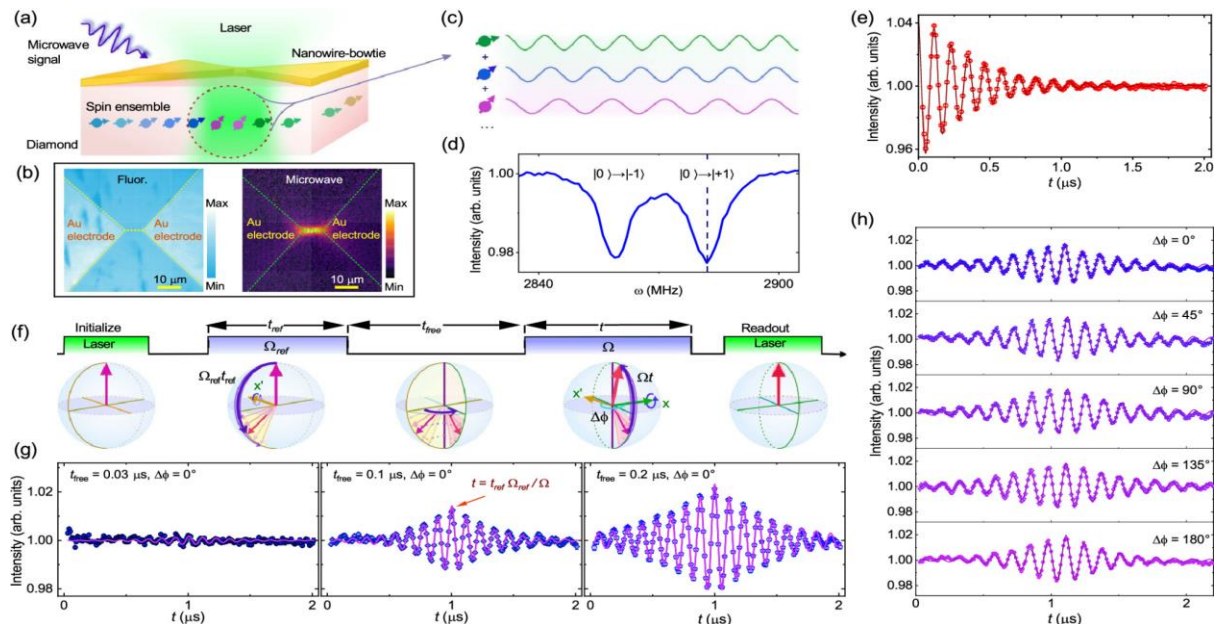 (a)
Laser
Microwave
signal
Nanowire-bowtie
Spin ensemble
Diamond
(b)
Fluor.
Max
Au
electrode
Au
electrode
10 μm
Min
Microwave
Max
Au
electrode
Au
electrode
10 μm
Min
(c)
+
+
...
(d)
Intensity (arb. units)
1.00
0.98
|0 ⟩→|-1⟩
|0 ⟩→|+1⟩
2840
2900
ω (MHz)
(e)
Intensity (arb. units)
1.04
1.00
0.96
0.0
0.5
1.0
1.5
2.0
t (μs)
(f)
Initialize
Laser
t_ref
Ω_ref
t_free
t
Ω
Readout
Laser
Ω_ref t_ref
x'
x'
Ωt
x
Δϕ
(g)
Intensity (arb. units)
1.02
1.00
0.98
t_free = 0.03 μs, Δϕ = 0°
0
1
2
t (μs)
t_free = 0.1 μs, Δϕ = 0°
t = t_ref Ω_ref / Ω
0
1
2
t (μs)
t_free = 0.2 μs, Δϕ = 0°
0
1
2
t (μs)
(h)
Intensity (arb. units)
1.02
1.00
0.98
Δϕ = 0°
1.02
1.00
0.98
Δϕ = 45°
1.02
1.00
0.98
Δϕ = 90°
1.02
1.00
0.98
Δϕ = 135°
1.02
1.00
0.98
Δϕ = 180°
0
1
2
t (μs)